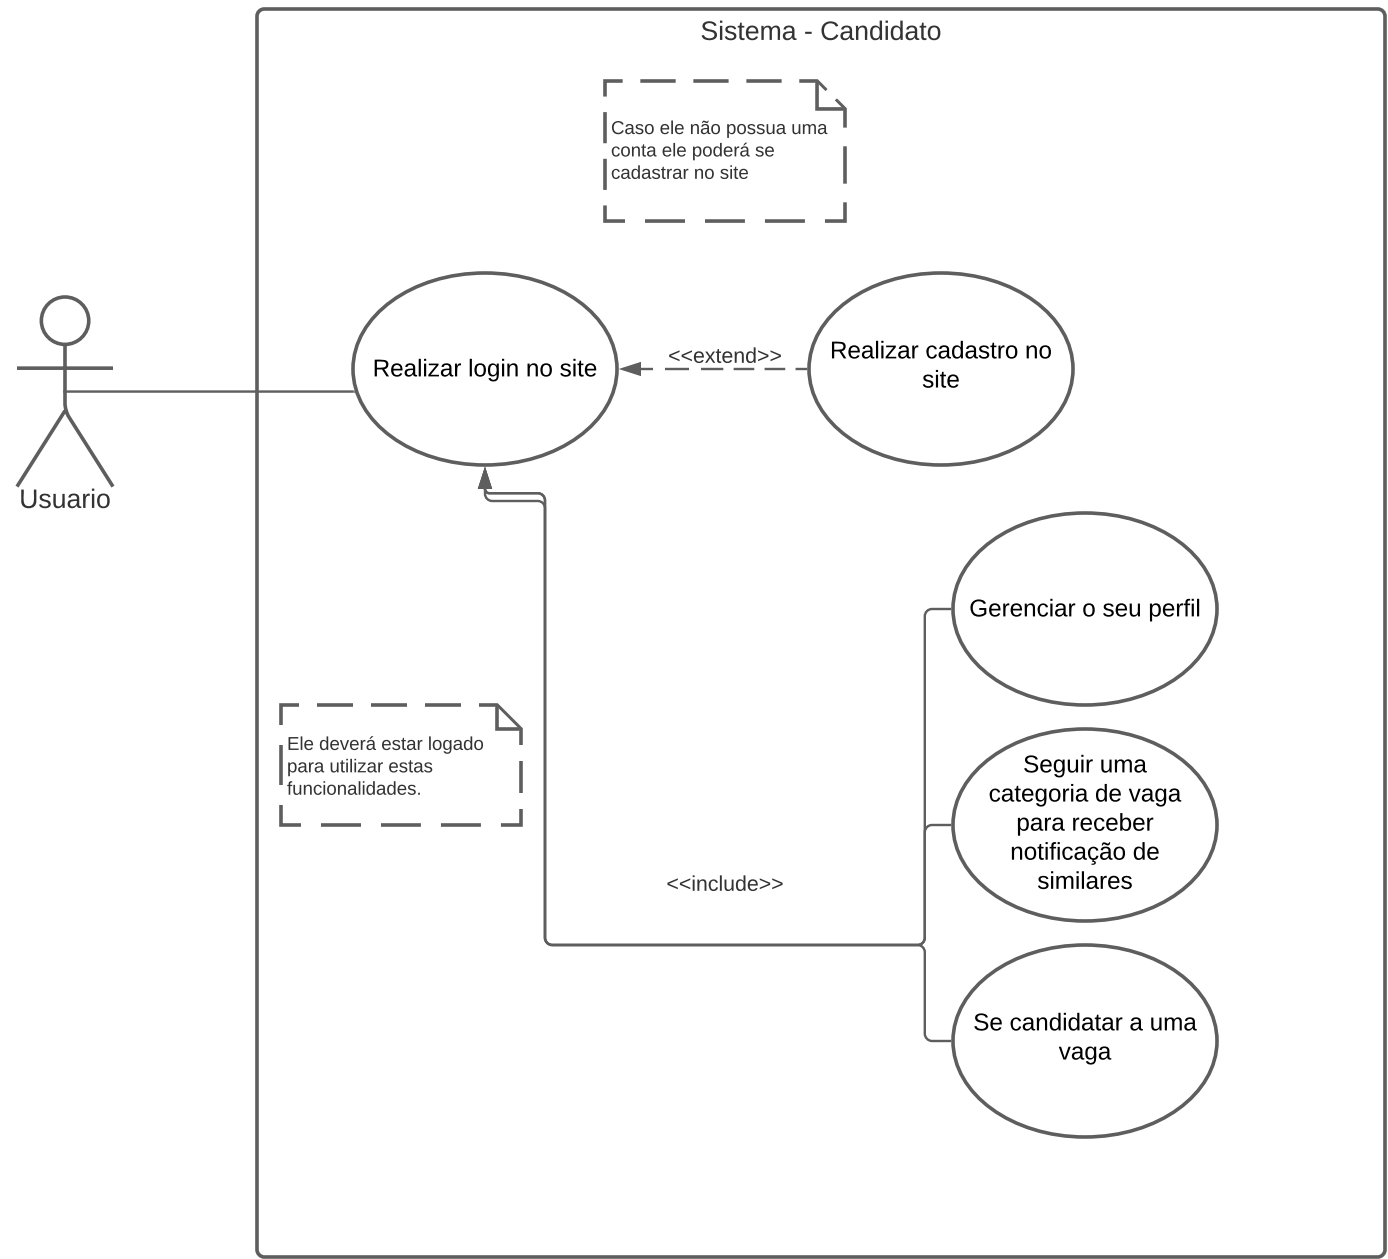 Sistema - Candidato
Caso ele não possua uma
conta ele poderá se
cadastrar no site
Realizar login no site
<<extend>>
Realizar cadastro no
site
Usuario
Gerenciar o seu perfil
Ele deverá estar logado
para utilizar estas
funcionalidades.
Seguir uma
categoria de vaga
para receber
notificação de
similares
<<include>>
Se candidatar a uma
vaga